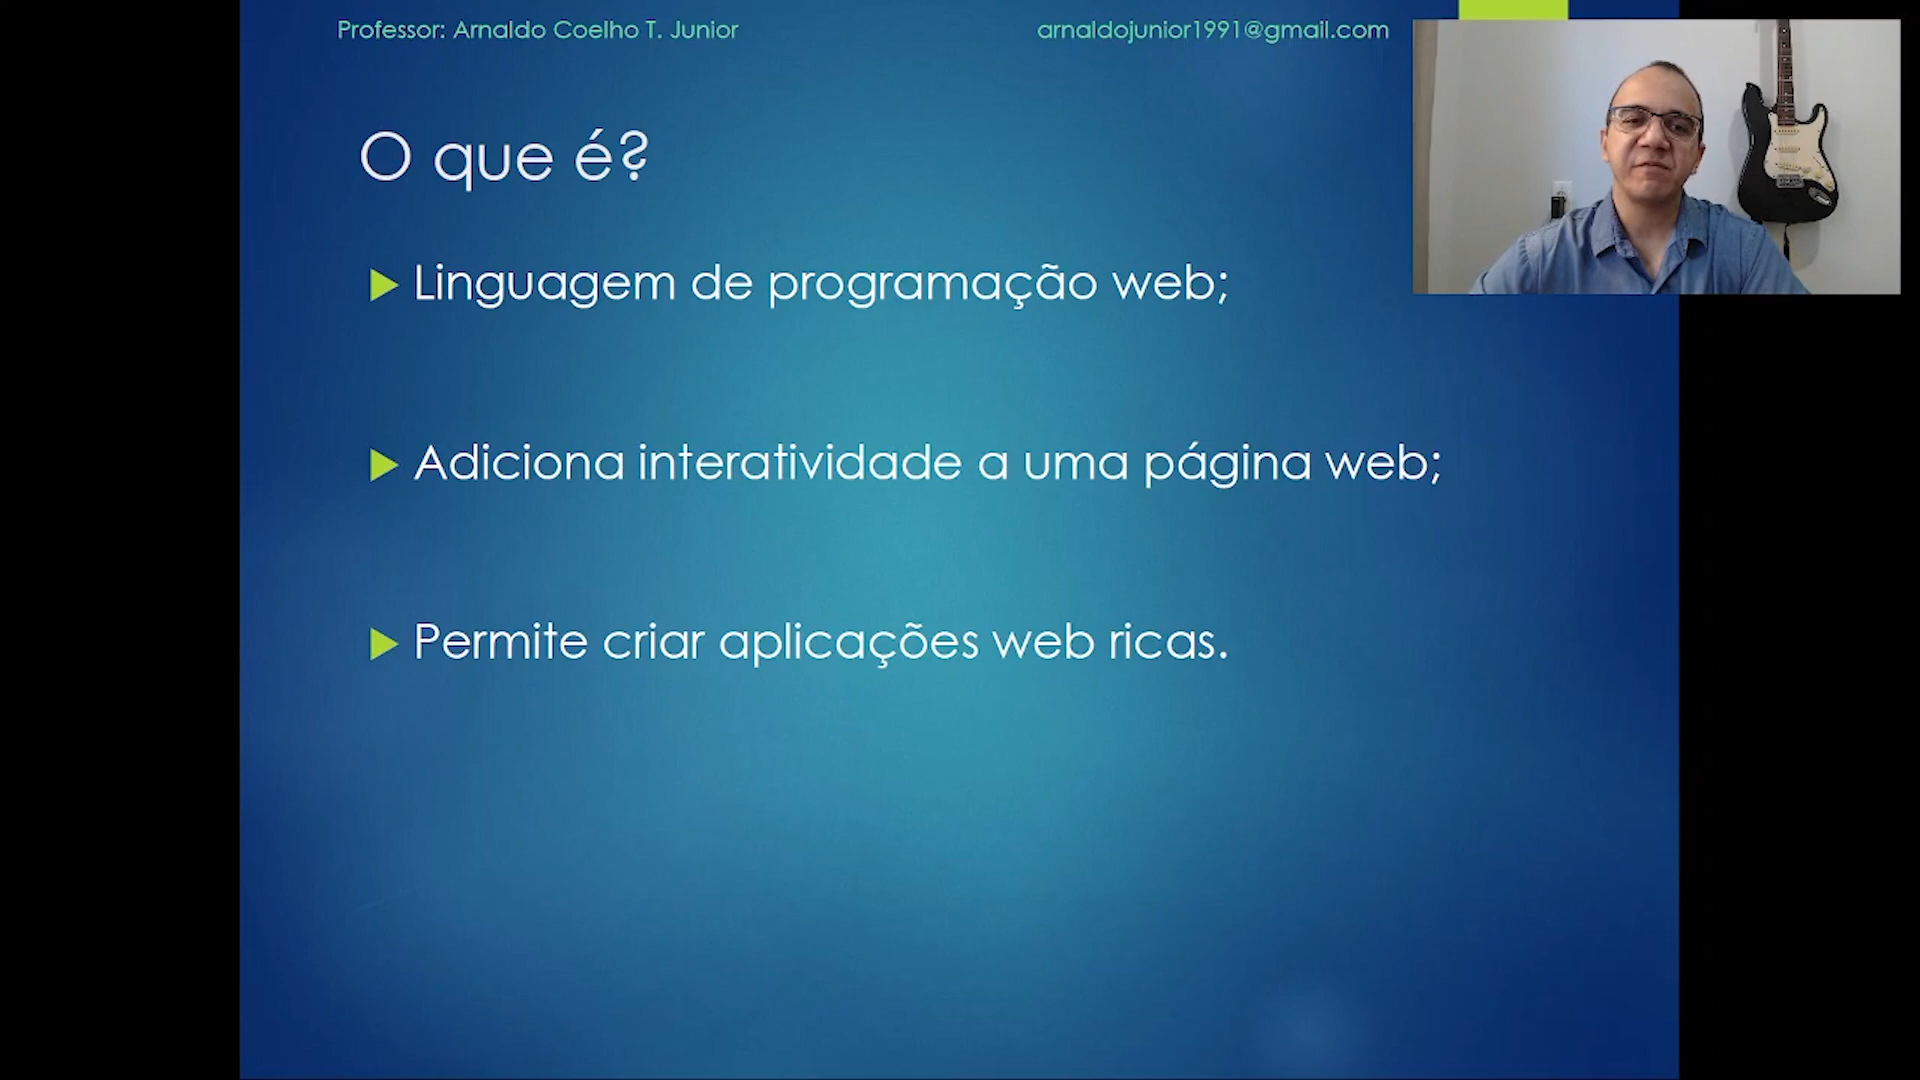 Professor: Arnaldo Coelho T. Junior
arnaldojunior1991@gmail.com
O que é?
Linguagem de programação web;
Adiciona interatividade a uma página web;
Permite criar aplicações web ricas.